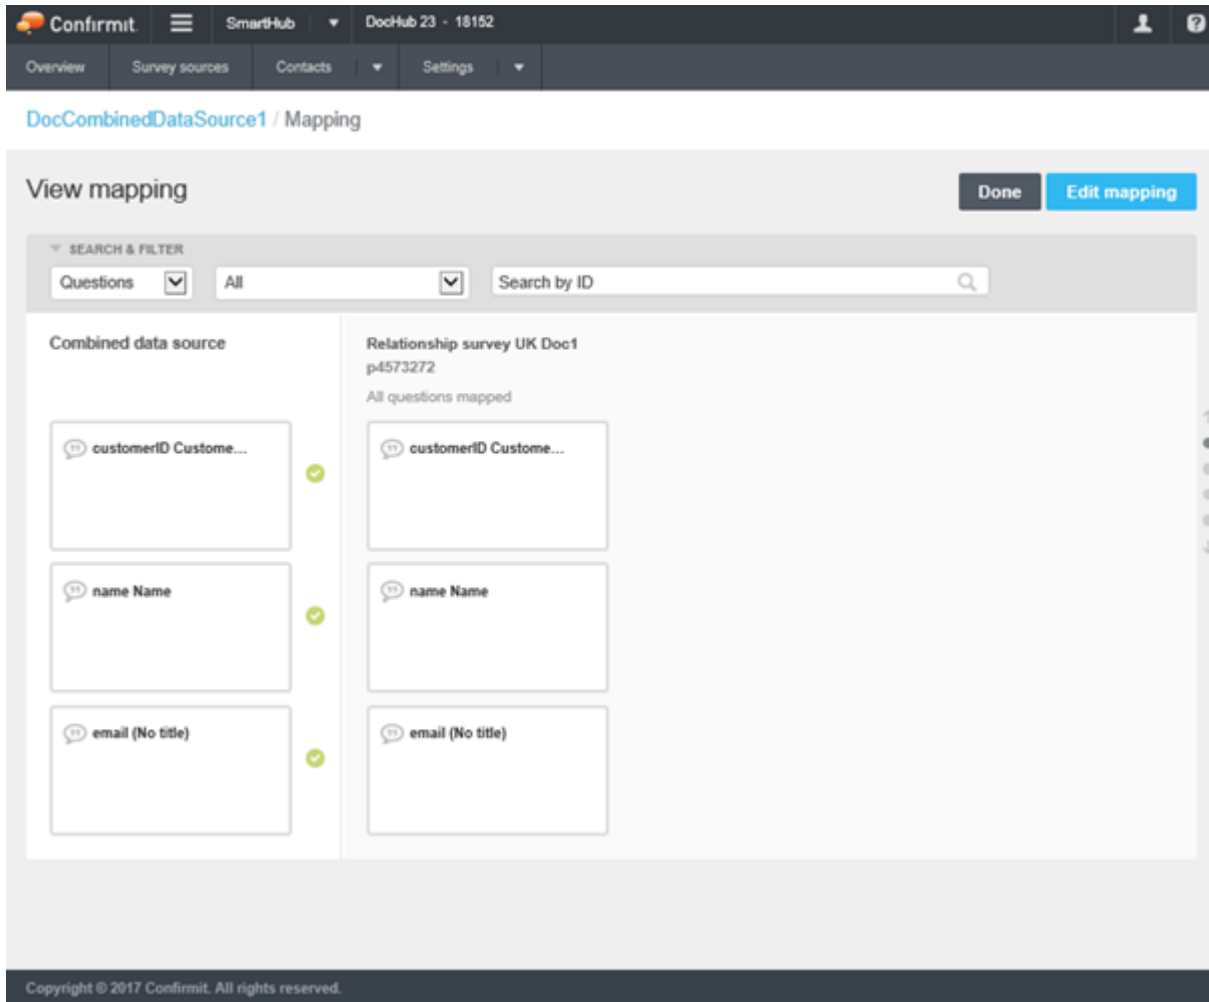 Confirmit. SmartHub DocHub 23 - 18152
Overview Survey sources Contacts Settings
DocCombinedDataSource1 / Mapping
View mapping Done Edit mapping
SEARCH & FILTER
Questions All Search by ID
Combined data source Relationship survey UK Doc1
p4573272
All questions mapped
customerID Custome... customerID Custome...
name Name name Name
email (No title) email (No title)
Copyright © 2017 Confirmit. All rights reserved.